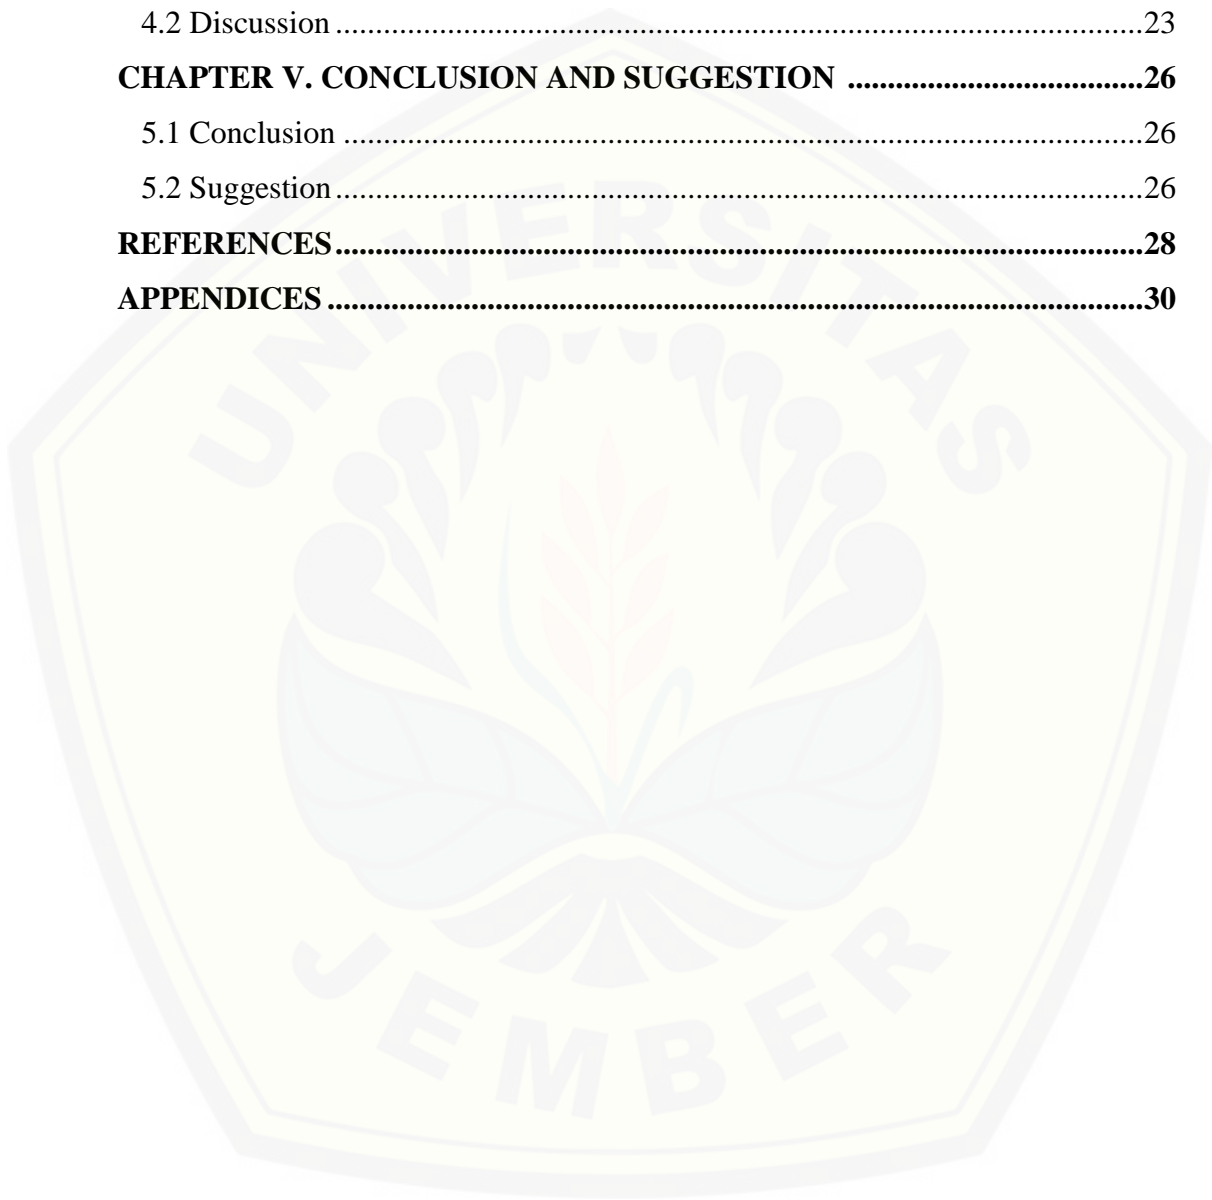 4.2 Discussion ........................................................................................................23
CHAPTER V. CONCLUSION AND SUGGESTION .....................................26
5.1 Conclusion .......................................................................................................26
5.2 Suggestion ........................................................................................................26
REFERENCES ......................................................................................................28
APPENDICES .......................................................................................................30
UNIVERSITAS
JEMBER